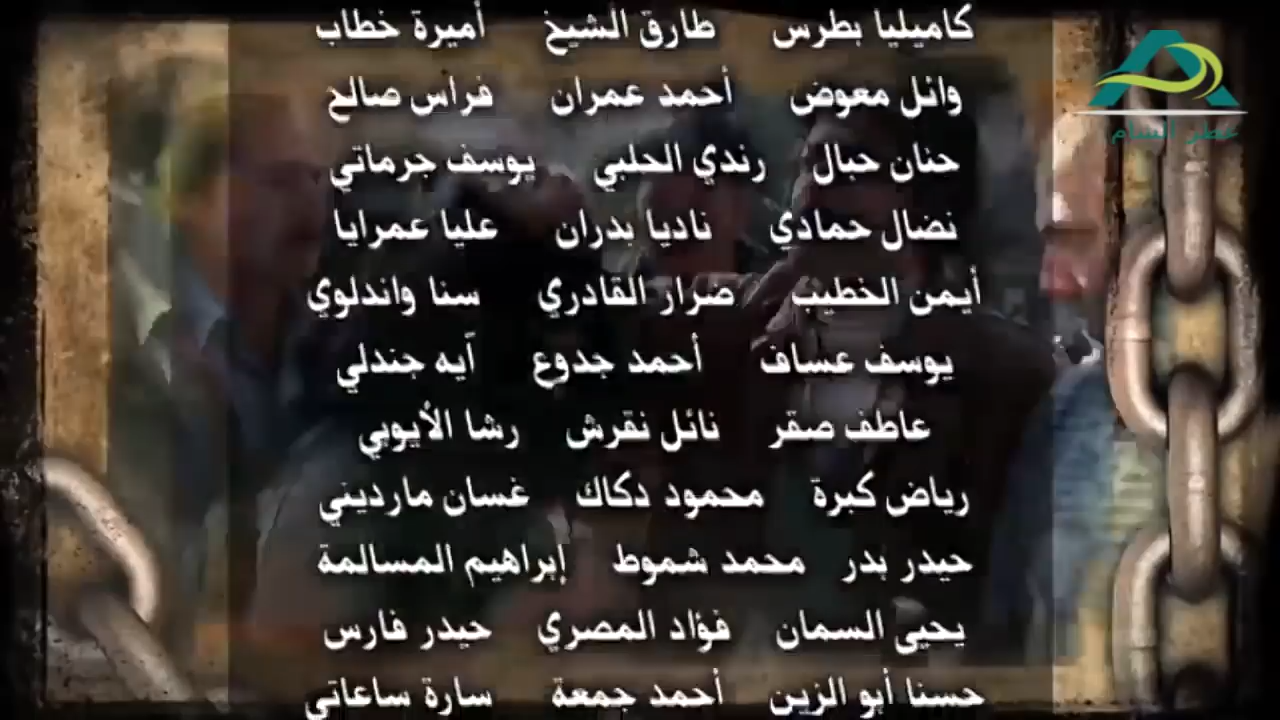 كاميليا بطرس طارق الشيخ أميرة خطاب
وائل معوض أحمد عمران فراس صالح
حنان حبال رندي الحلبي يوسف جرماتي
نضال حمادي ناديا بدران عليا عمرايا
أيمن الخطيب ضرار القادري سنا واندلوي
يوسف عساف أحمد جدوع آيه جندلي
عاطف صقر نائل نقرش رشا الأيوبي
رياض كبرة محمود دكاك غسان مارديني
حيدر بدر محمد شموط إبراهيم المسالمة
يحيى السمان فؤاد المصري حيدر فارس
حسنا أبو الزين أحمد جمعة سارة ساعاتي
عطر الشام